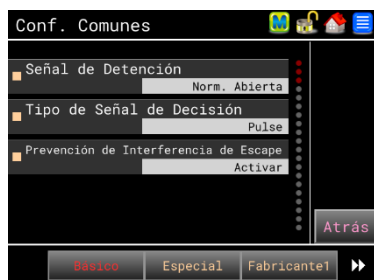 Conf. Comunes
M
Señal de Detención
Norm. Abierta
Tipo de Señal de Decisión
Pulse
Prevención de Interferencia de Escape
Activar
Atrás
Basico
Especial
Fabricante1